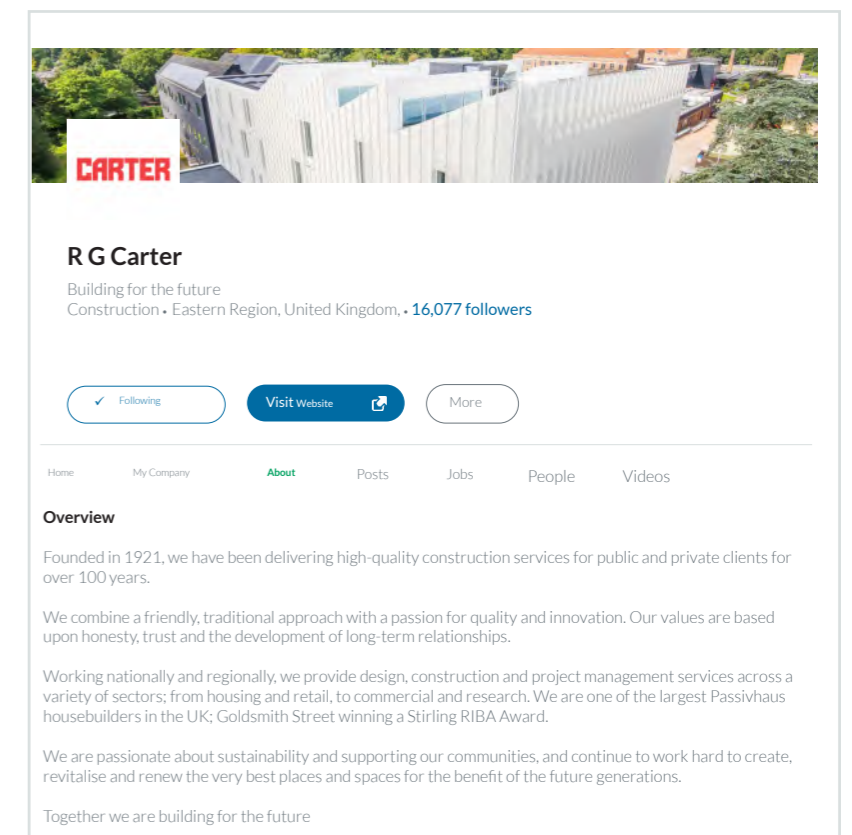 CARTER
R G Carter
Building for the future
Construction • Eastern Region, United Kingdom, • 16,077 followers
✓ Following
Visit Website
More
Home My Company About Posts Jobs People Videos
Overview
Founded in 1921, we have been delivering high-quality construction services for public and private clients for
over 100 years.
We combine a friendly, traditional approach with a passion for quality and innovation. Our values are based
upon honesty, trust and the development of long-term relationships.
Working nationally and regionally, we provide design, construction and project management services across a
variety of sectors; from housing and retail, to commercial and research. We are one of the largest Passivhaus
housebuilders in the UK; Goldsmith Street winning a Stirling RIBA Award.
We are passionate about sustainability and supporting our communities, and continue to work hard to create,
revitalise and renew the very best places and spaces for the benefit of the future generations.
Together we are building for the future